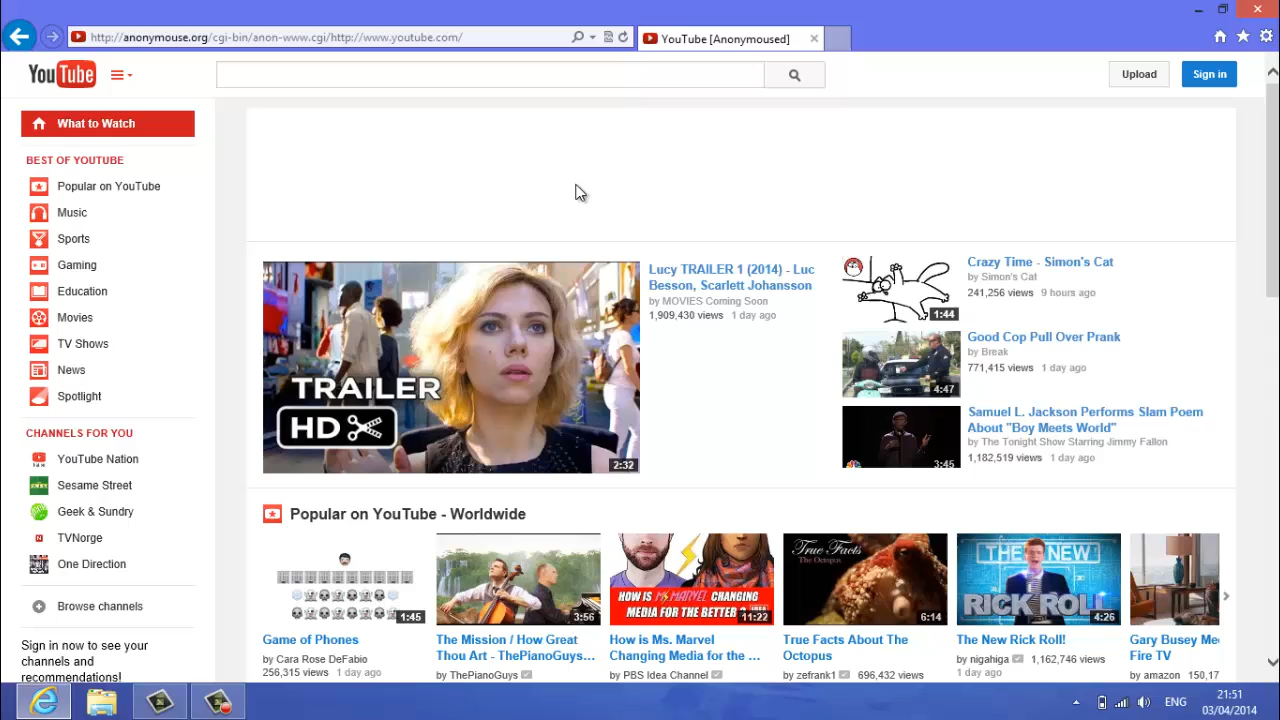 http://anonymouse.org/cgi-bin/anon-www.cgi/http://www.youtube.com/
YouTube [Anonymoused]
YouTube
Upload
Sign in
What to Watch
BEST OF YOUTUBE
Popular on YouTube
Music
Sports
Gaming
Education
Movies
TV Shows
News
Spotlight
CHANNELS FOR YOU
YouTube Nation
Sesame Street
Geek & Sundry
TVNorge
One Direction
Browse channels
Sign in now to see your
channels and
recommendations!
TRAILER
HD
2:32
Lucy TRAILER 1 (2014) - Luc
Besson, Scarlett Johansson
by MOVIES Coming Soon
1,909,430 views 1 day ago
1:44
Crazy Time - Simon's Cat
by Simon's Cat
241,256 views 9 hours ago
4:47
Good Cop Pull Over Prank
by Break
771,415 views 1 day ago
3:45
Samuel L. Jackson Performs Slam Poem
About "Boy Meets World"
by The Tonight Show Starring Jimmy Fallon
1,182,519 views 1 day ago
Popular on YouTube - Worldwide
1:45
Game of Phones
by Cara Rose DeFabio
256,315 views 1 day ago
3:56
The Mission / How Great
Thou Art - ThePianoGuys...
by ThePianoGuys
HOW IS MS. MARVEL CHANGING
MEDIA FOR THE BETTER?
IDEA
11:22
How is Ms. Marvel
Changing Media for the ...
by PBS Idea Channel
True Facts
The Octopus
6:14
True Facts About The
Octopus
by zefrank1 696,432 views
THE NEW
RICK ROLL
4:26
The New Rick Roll!
by nigahiga 1,162,746 views
1 day ago
Gary Busey Me
Fire TV
by amazon 150,17
ENG
21:51
03/04/2014